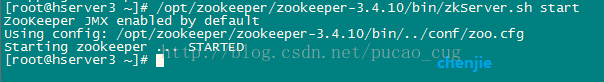 [root@hserver3 ~]# /opt/zookeeper/zookeeper-3.4.10/bin/zkServer.sh start
ZooKeeper JMX enabled by default
Using config: /opt/zookeeper/zookeeper-3.4.10/bin/../conf/zoo.cfg
Starting zookeeper ... STARTED
http://blog.csdn.net/pucao_cug
[root@hserver3 ~]#
chenjie